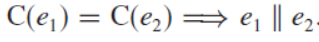 C(e₁) = C(e₂) ⟹ e₁ ∥ e₂.